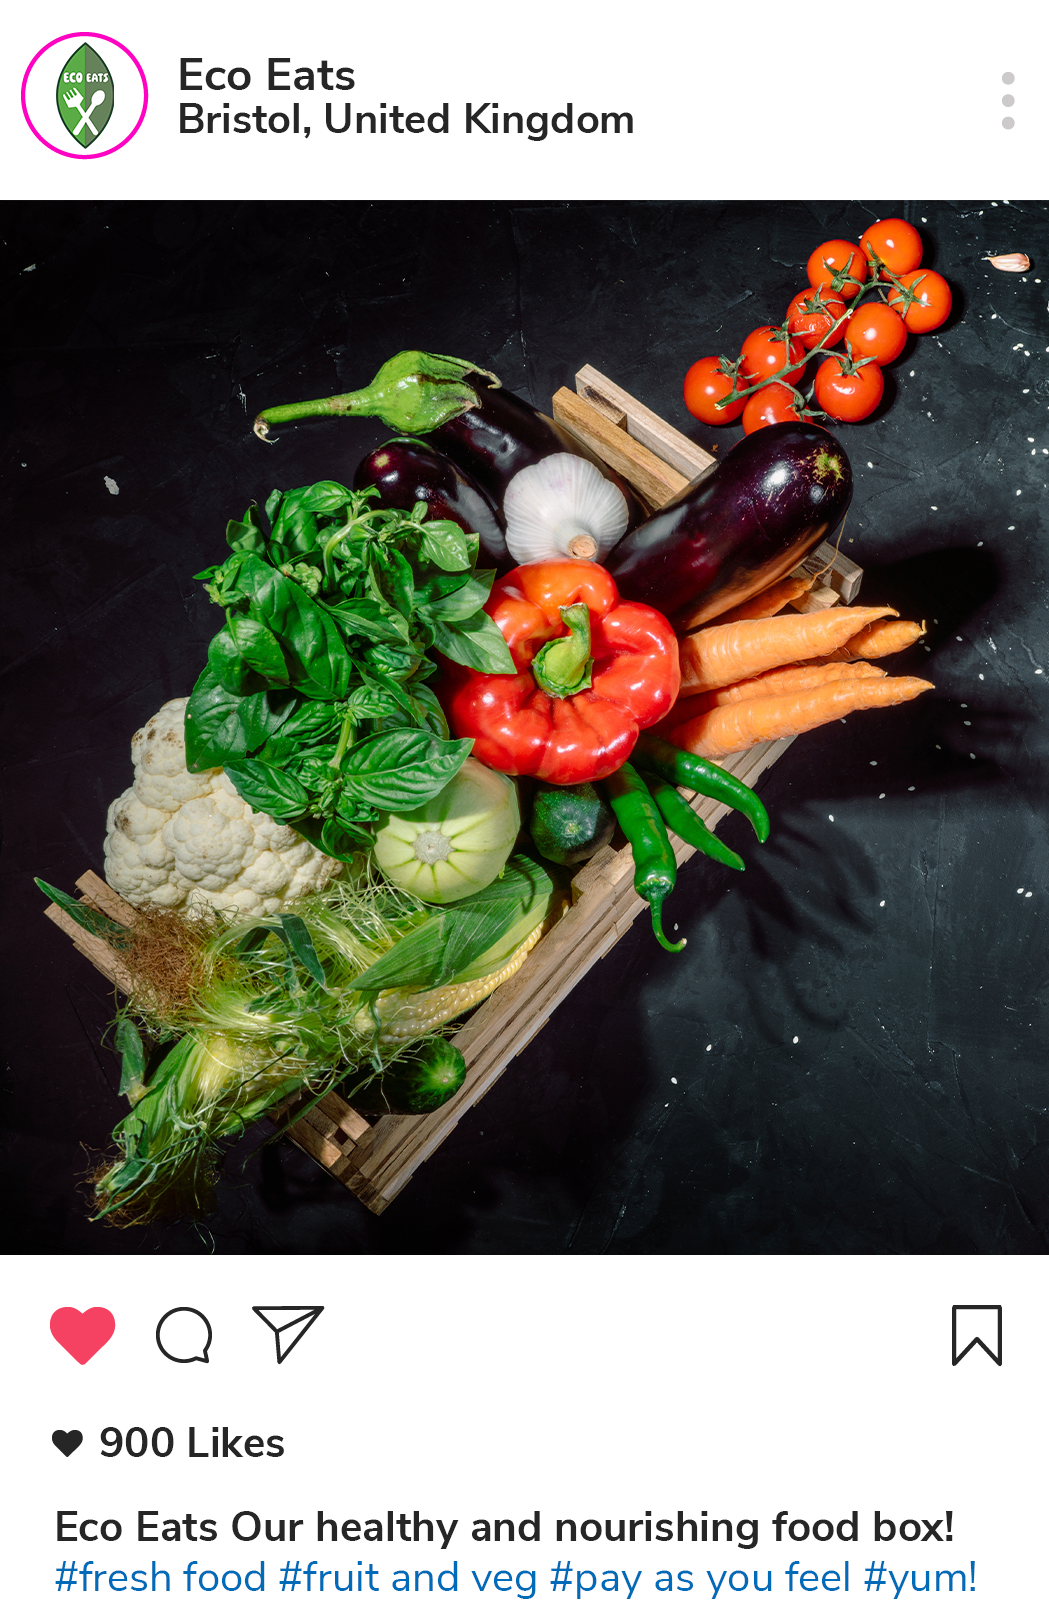 ECO EATS
Eco Eats
Bristol, United Kingdom
900 Likes
Eco Eats Our healthy and nourishing food box!
#fresh food #fruit and veg #pay as you feel #yum!